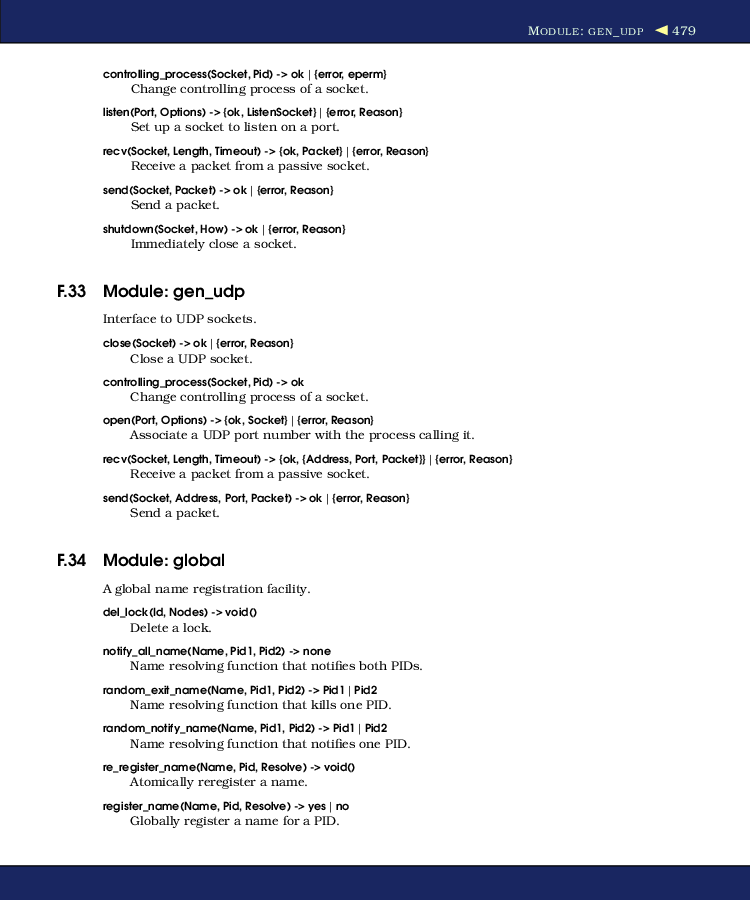 MODULE: GEN_UDP ◀ 479
controlling_process(Socket, Pid) -> ok | {error, eperm}
Change controlling process of a socket.
listen(Port, Options) -> {ok, ListenSocket} | {error, Reason}
Set up a socket to listen on a port.
recv(Socket, Length, Timeout) -> {ok, Packet} | {error, Reason}
Receive a packet from a passive socket.
send(Socket, Packet) -> ok | {error, Reason}
Send a packet.
shutdown(Socket, How) -> ok | {error, Reason}
Immediately close a socket.
F.33 Module: gen_udp
Interface to UDP sockets.
close(Socket) -> ok | {error, Reason}
Close a UDP socket.
controlling_process(Socket, Pid) -> ok
Change controlling process of a socket.
open(Port, Options) -> {ok, Socket} | {error, Reason}
Associate a UDP port number with the process calling it.
recv(Socket, Length, Timeout) -> {ok, {Address, Port, Packet}} | {error, Reason}
Receive a packet from a passive socket.
send(Socket, Address, Port, Packet) -> ok | {error, Reason}
Send a packet.
F.34 Module: global
A global name registration facility.
del_lock(Id, Nodes) -> void()
Delete a lock.
notify_all_name(Name, Pid1, Pid2) -> none
Name resolving function that notifies both PIDs.
random_exit_name(Name, Pid1, Pid2) -> Pid1 | Pid2
Name resolving function that kills one PID.
random_notify_name(Name, Pid1, Pid2) -> Pid1 | Pid2
Name resolving function that notifies one PID.
re_register_name(Name, Pid, Resolve) -> void()
Atomically reregister a name.
register_name(Name, Pid, Resolve) -> yes | no
Globally register a name for a PID.